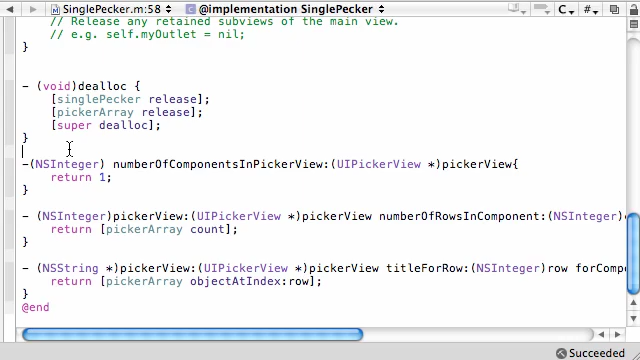 SinglePecker.m:58 @implementation SinglePecker C #
// Release any retained subviews of the main view.
// e.g. self.myOutlet = nil;
}
- (void)dealloc {
[singlePecker release];
[pickerArray release];
[super dealloc];
}
-(NSInteger) numberOfComponentsInPickerView:(UIPickerView *)pickerView{
return 1;
}
- (NSInteger)pickerView:(UIPickerView *)pickerView numberOfRowsInComponent:(NSInteger)c
return [pickerArray count];
}
- (NSString *)pickerView:(UIPickerView *)pickerView titleForRow:(NSInteger)row forCompo
return [pickerArray objectAtIndex:row];
}
@end
Succeeded